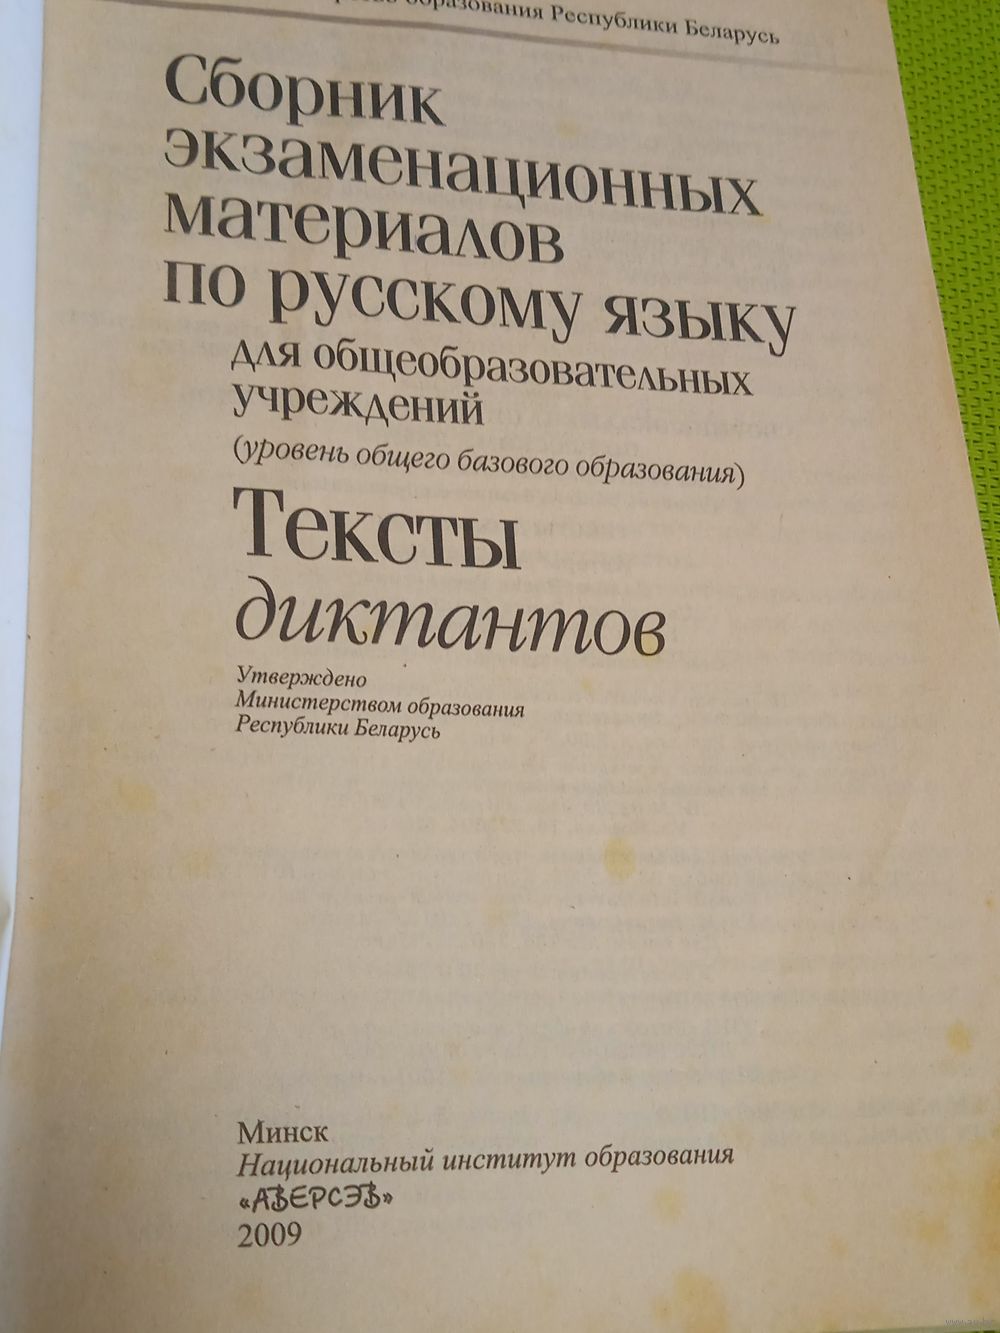 образования Республики Беларусь
Сборник
экзаменационных
материалов
по русскому языку
для общеобразовательных
учреждений
(уровень общего базового образования)
Тексты
диктантов
Утверждено
Министерством образования
Республики Беларусь
Минск
Национальный институт образования
«АВЕРСЭВ»
2009